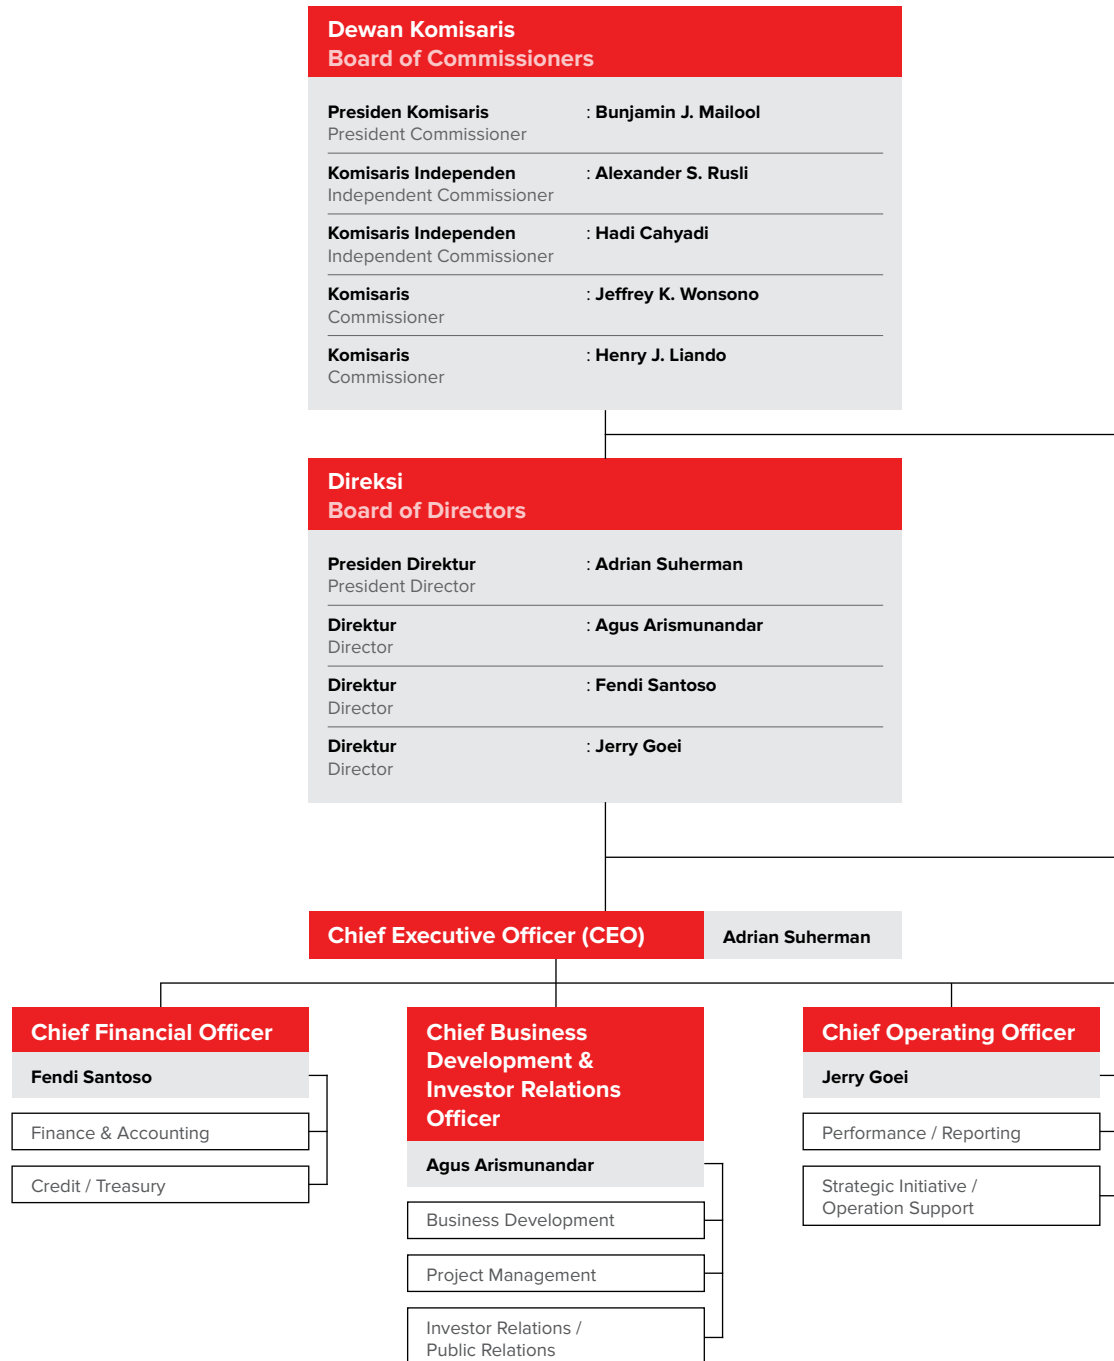 Dewan Komisaris
Board of Commissioners
Presiden Komisaris : Bunjamin J. Mailool
President Commissioner
Komisaris Independen : Alexander S. Rusli
Independent Commissioner
Komisaris Independen : Hadi Cahyadi
Independent Commissioner
Komisaris : Jeffrey K. Wonsono
Commissioner
Komisaris : Henry J. Liando
Commissioner
Direksi
Board of Directors
Presiden Direktur : Adrian Suherman
President Director
Direktur : Agus Arismunandar
Director
Direktur : Fendi Santoso
Director
Direktur : Jerry Goei
Director
Chief Executive Officer (CEO) Adrian Suherman
Chief Financial Officer
Fendi Santoso
Finance & Accounting
Credit / Treasury
Chief Business
Development &
Investor Relations
Officer
Agus Arismunandar
Business Development
Project Management
Investor Relations /
Public Relations
Chief Operating Officer
Jerry Goei
Performance / Reporting
Strategic Initiative /
Operation Support